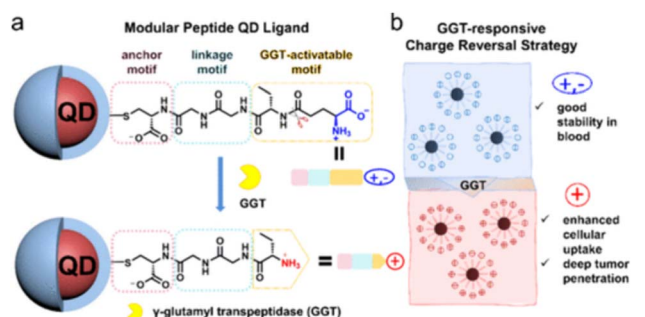 a
Modular Peptide QD Ligand
anchor
motif
linkage
motif
GGT-activatable
motif
QD
S
O
O⁻
N
H
O
H
N
O
N
H
O
N
H
O
O
O⁻
NH₃
+
=
+,-
GGT
QD
S
O
O⁻
N
H
O
H
N
O
N
H
O
NH₃
+
=
+
γ-glutamyl transpeptidase (GGT)
b
GGT-responsive
Charge Reversal Strategy
+,-
✓ good
stability in
blood
GGT
+
✓ enhanced
cellular
uptake
✓ deep tumor
penetration